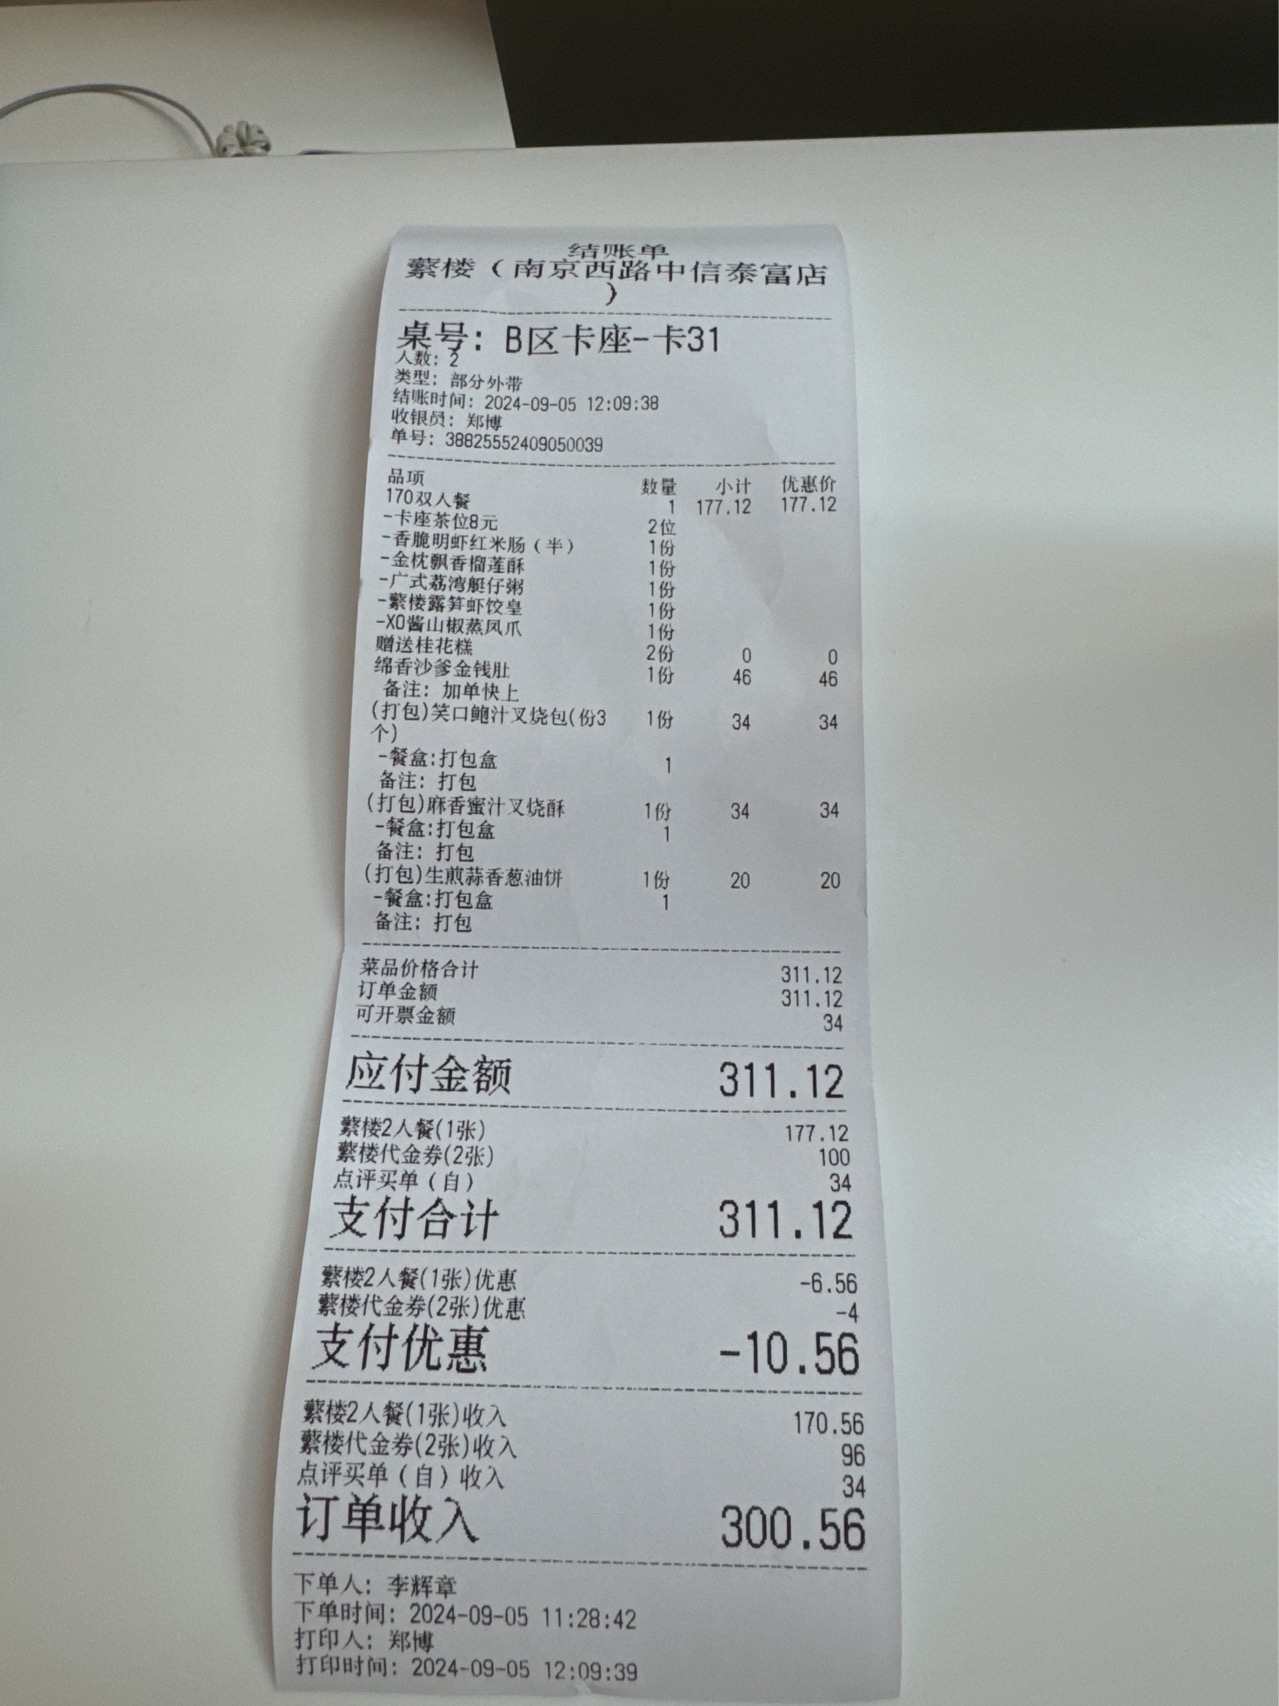 结账单
蘩楼（南京西路中信泰富店
）
桌号: B区卡座-卡31
人数: 2
类型: 部分外带
结账时间: 2024-09-05 12:09:38
收银员: 郑博
单号: 38825552409050039
品项 数量 小计 优惠价
170双人餐 1 177.12 177.12
-卡座茶位8元 2位
-香脆明虾红米肠（半） 1份
-金枕飘香榴莲酥 1份
-广式荔湾艇仔粥 1份
-蘩楼露笋虾饺皇 1份
-XO酱山椒蒸凤爪 1份
赠送桂花糕 2份 0 0
绵香沙爹金钱肚 1份 46 46
备注: 加单快上
(打包)笑口鲍汁叉烧包(份3 1份 34 34
个)
-餐盒:打包盒 1
备注: 打包
(打包)麻香蜜汁叉烧酥 1份 34 34
-餐盒:打包盒 1
备注: 打包
(打包)生煎蒜香葱油饼 1份 20 20
-餐盒:打包盒 1
备注: 打包
菜品价格合计 311.12
订单金额 311.12
可开票金额 34
应付金额 311.12
蘩楼2人餐(1张) 177.12
蘩楼代金券(2张) 100
点评买单（自） 34
支付合计 311.12
蘩楼2人餐(1张)优惠 -6.56
蘩楼代金券(2张)优惠 -4
支付优惠 -10.56
蘩楼2人餐(1张)收入 170.56
蘩楼代金券(2张)收入 96
点评买单（自）收入 34
订单收入 300.56
下单人: 李辉章
下单时间: 2024-09-05 11:28:42
打印人: 郑博
打印时间: 2024-09-05 12:09:39